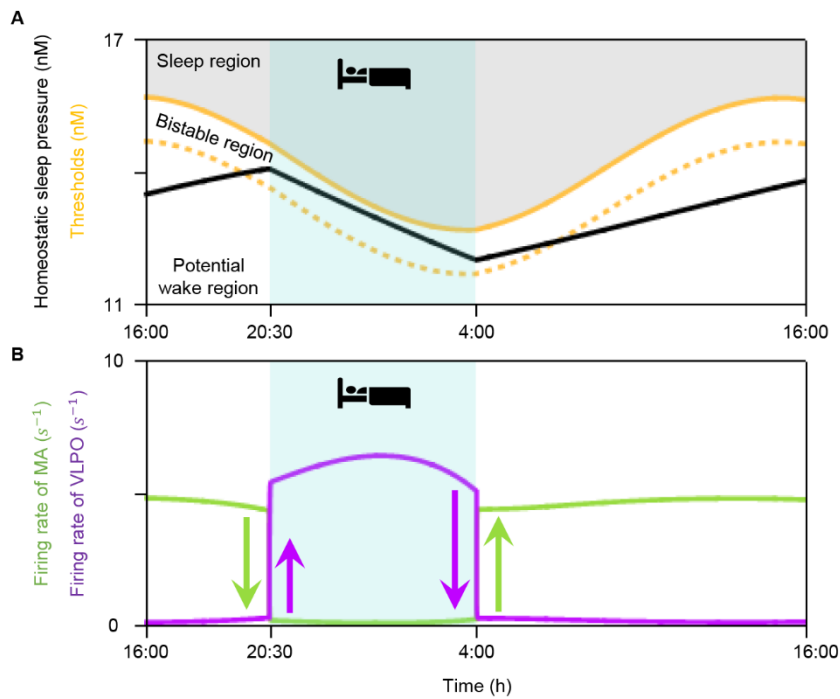 A
Homeostatic sleep pressure (nM)
Thresholds (nM)
17
11
Sleep region
Bistable region
Potential
wake region
16:00
20:30
4:00
16:00
B
Firing rate of MA (s⁻¹)
Firing rate of VLPO (s⁻¹)
10
0
16:00
20:30
4:00
16:00
Time (h)